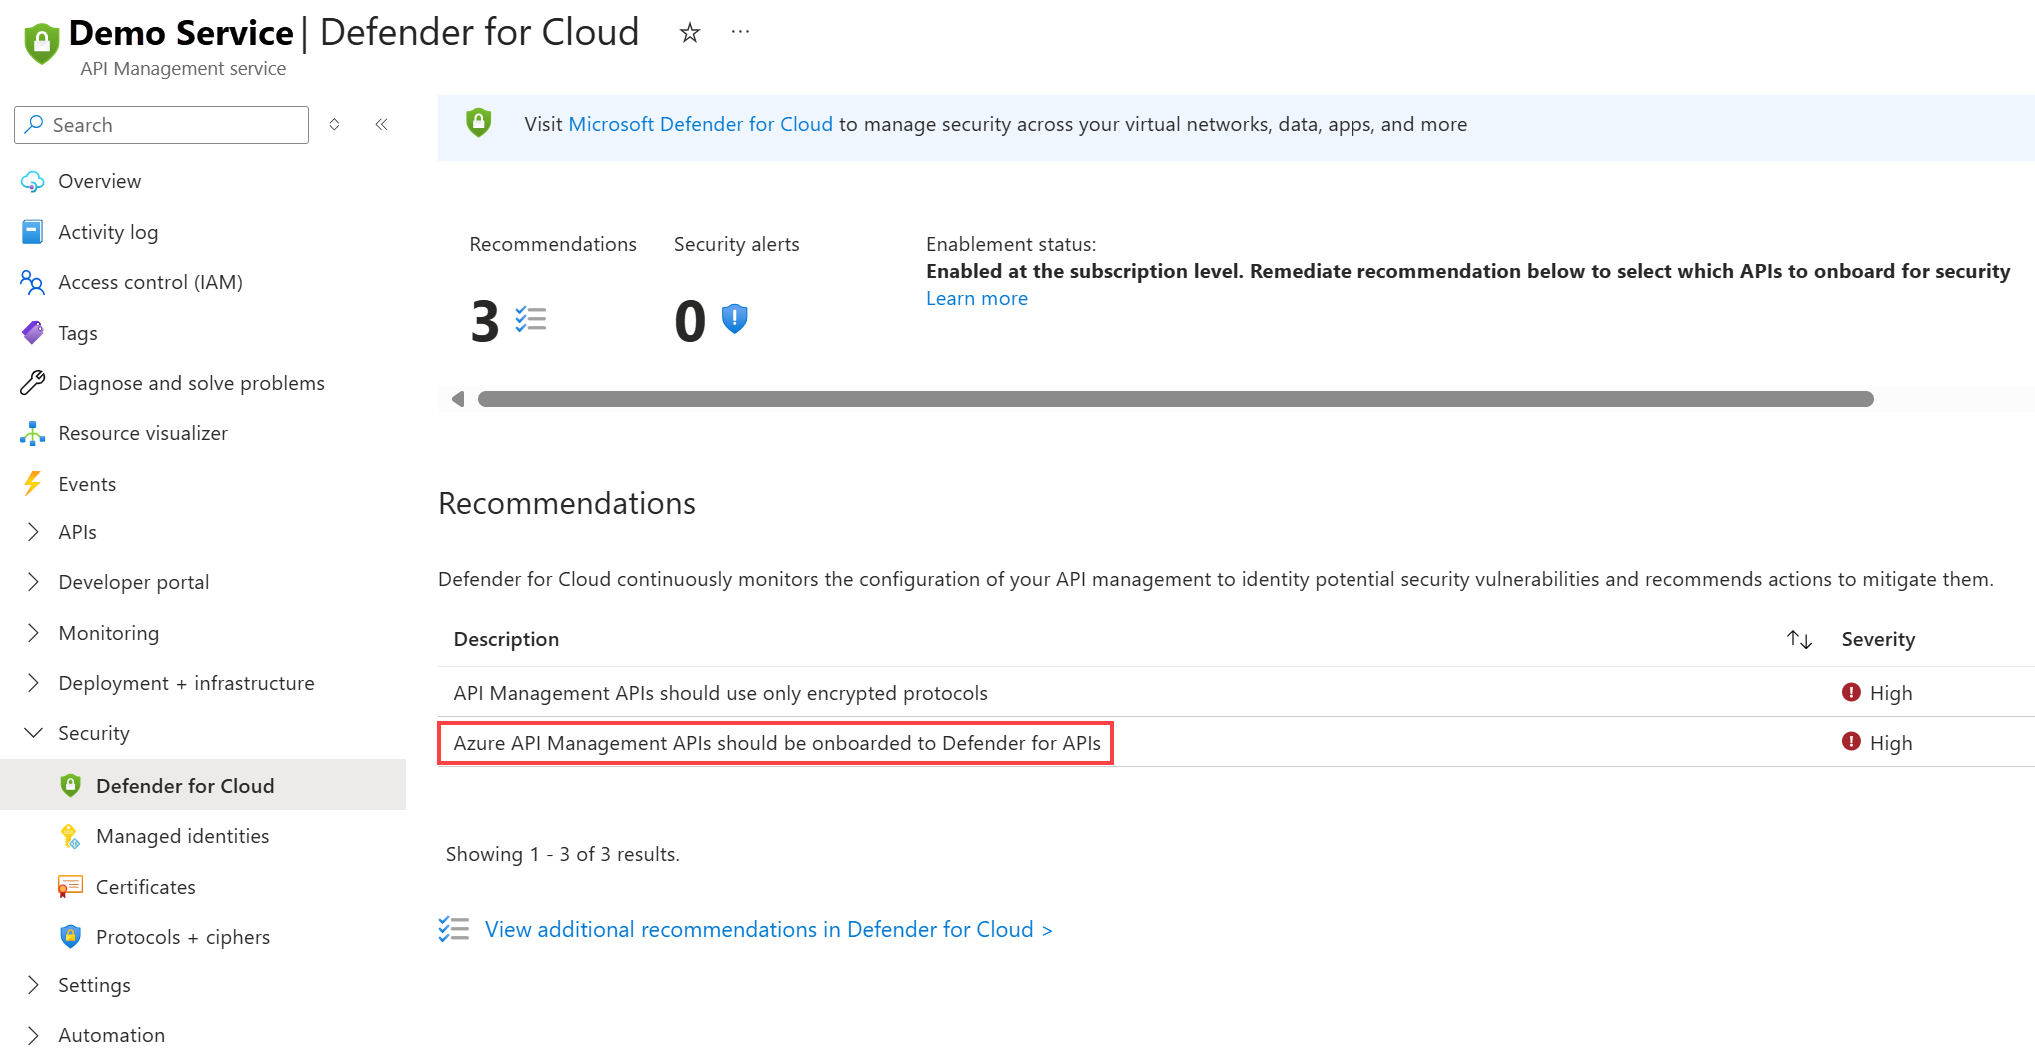 Demo Service | Defender for Cloud
API Management service
Search
Overview
Activity log
Access control (IAM)
Tags
Diagnose and solve problems
Resource visualizer
Events
APIs
Developer portal
Monitoring
Deployment + infrastructure
Security
Defender for Cloud
Managed identities
Certificates
Protocols + ciphers
Settings
Automation
Visit Microsoft Defender for Cloud to manage security across your virtual networks, data, apps, and more
Recommendations
3
Security alerts
0
Enablement status:
Enabled at the subscription level. Remediate recommendation below to select which APIs to onboard for security
Learn more
Recommendations
Defender for Cloud continuously monitors the configuration of your API management to identity potential security vulnerabilities and recommends actions to mitigate them.
Description Severity
API Management APIs should use only encrypted protocols High
Azure API Management APIs should be onboarded to Defender for APIs High
Showing 1 - 3 of 3 results.
View additional recommendations in Defender for Cloud >